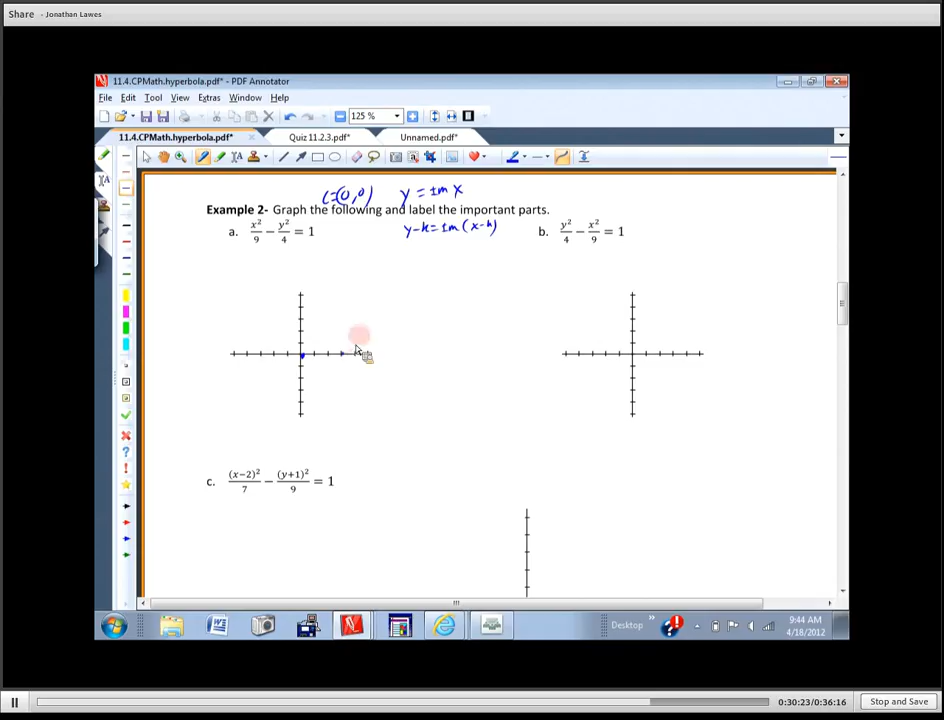 Share - Jonathan Lawes
11.4.CPMath.hyperbola.pdf* - PDF Annotator
File Edit Tool View Extras Window Help
125 %
11.4.CPMath.hyperbola.pdf* Quiz 11.2.3.pdf* Unnamed.pdf*
C=(0,0) y = ±m x
Example 2- Graph the following and label the important parts.
a. x²/9 − y²/4 = 1 y-k=±m(x-h) b. y²/4 − x²/9 = 1
c. (x−2)²/7 − (y+1)²/9 = 1
Desktop 9:44 AM
4/18/2012
0:30:23/0:36:16 Stop and Save